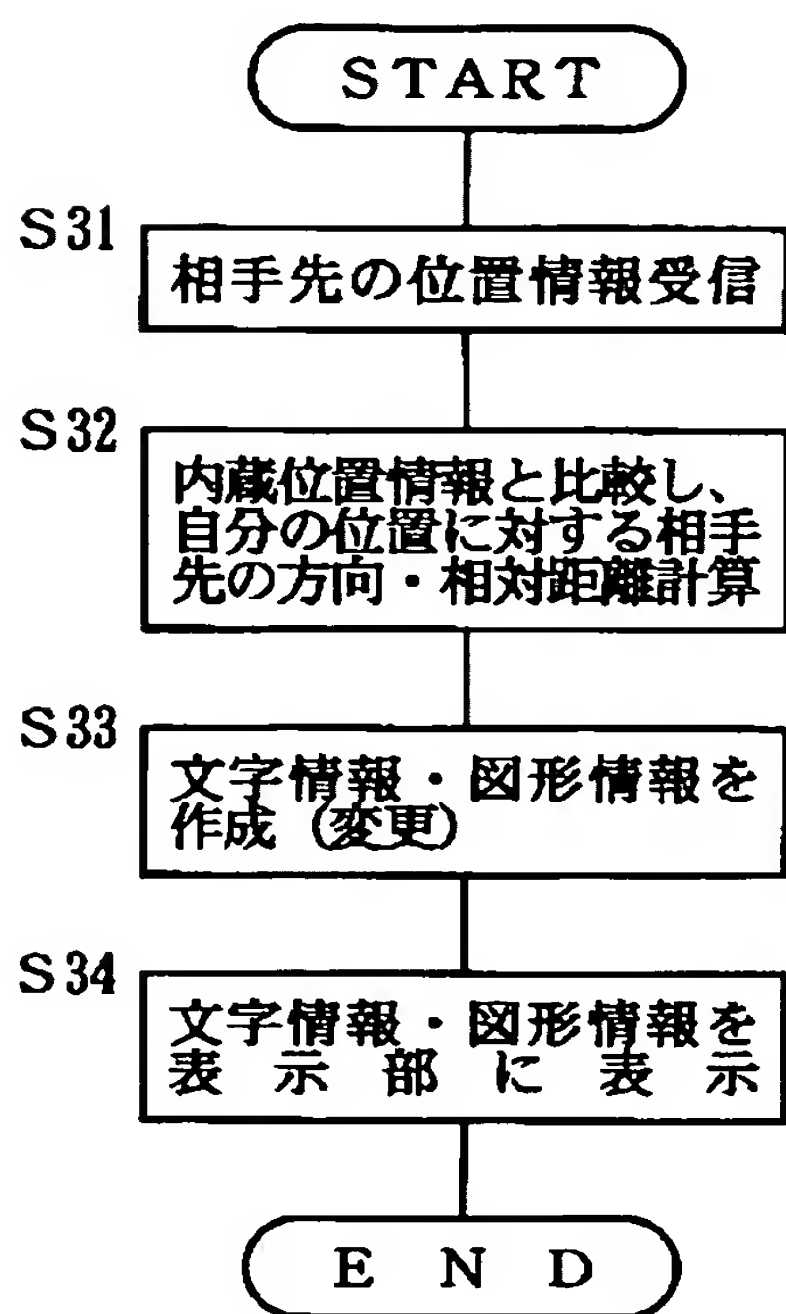 START
S31
相手先の位置情報受信
S32
内蔵位置情報と比較し、
自分の位置に対する相手
先の方向・相対距離計算
S33
文字情報・図形情報を
作成(変更)
S34
文字情報・図形情報を
表示部に表示
END